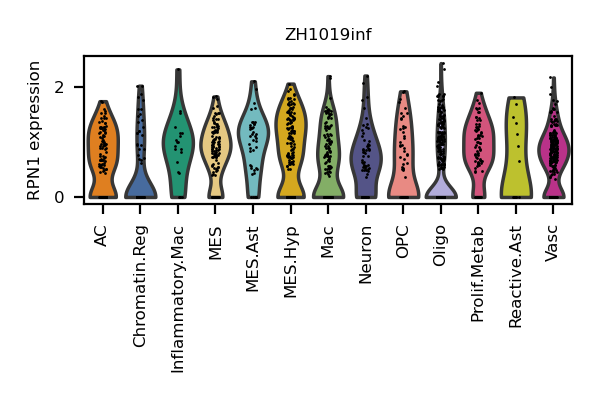 ZH1019inf
RPN1 expression
2
0
AC
Chromatin.Reg
Inflammatory.Mac
MES
MES.Ast
MES.Hyp
Mac
Neuron
OPC
Oligo
Prolif.Metab
Reactive.Ast
Vasc